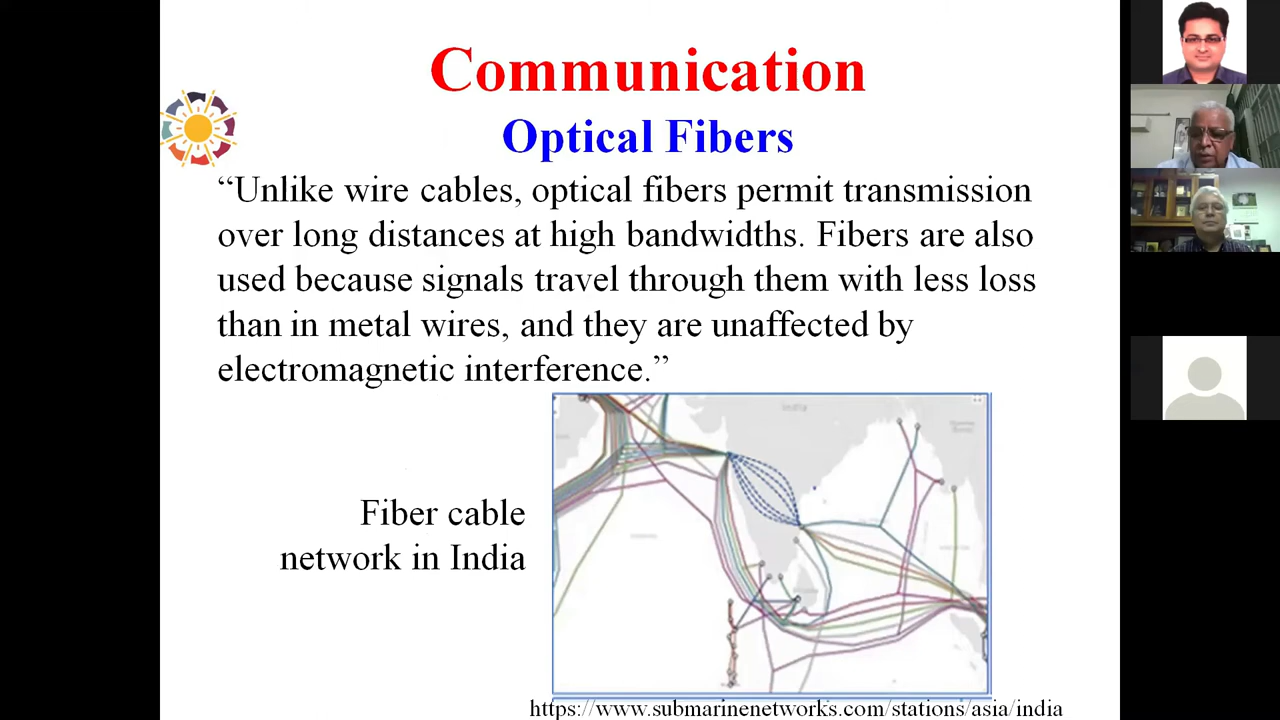 Communication
Optical Fibers
“Unlike wire cables, optical fibers permit transmission
over long distances at high bandwidths. Fibers are also
used because signals travel through them with less loss
than in metal wires, and they are unaffected by
electromagnetic interference.”
India
Fiber cable
network in India
https://www.submarinenetworks.com/stations/asia/india